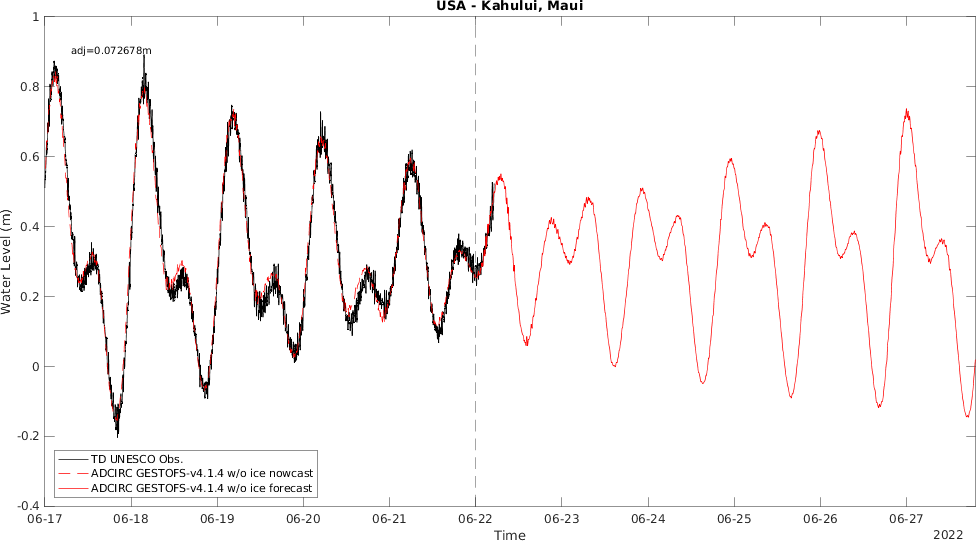 USA - Kahului, Maui
adj=0.072678m
Water Level (m)
1
0.8
0.6
0.4
0.2
0
-0.2
-0.4
TD UNESCO Obs.
ADCIRC GESTOFS-v4.1.4 w/o ice nowcast
ADCIRC GESTOFS-v4.1.4 w/o ice forecast
06-17 06-18 06-19 06-20 06-21 06-22 06-23 06-24 06-25 06-26 06-27
Time
2022